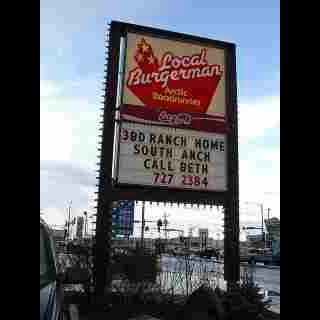 Local
Burgerman
Arctic
Roadrunner
Coca-Cola
3BD RANCH HOME
SOUTH ANCH
CALL BETH
727 2384